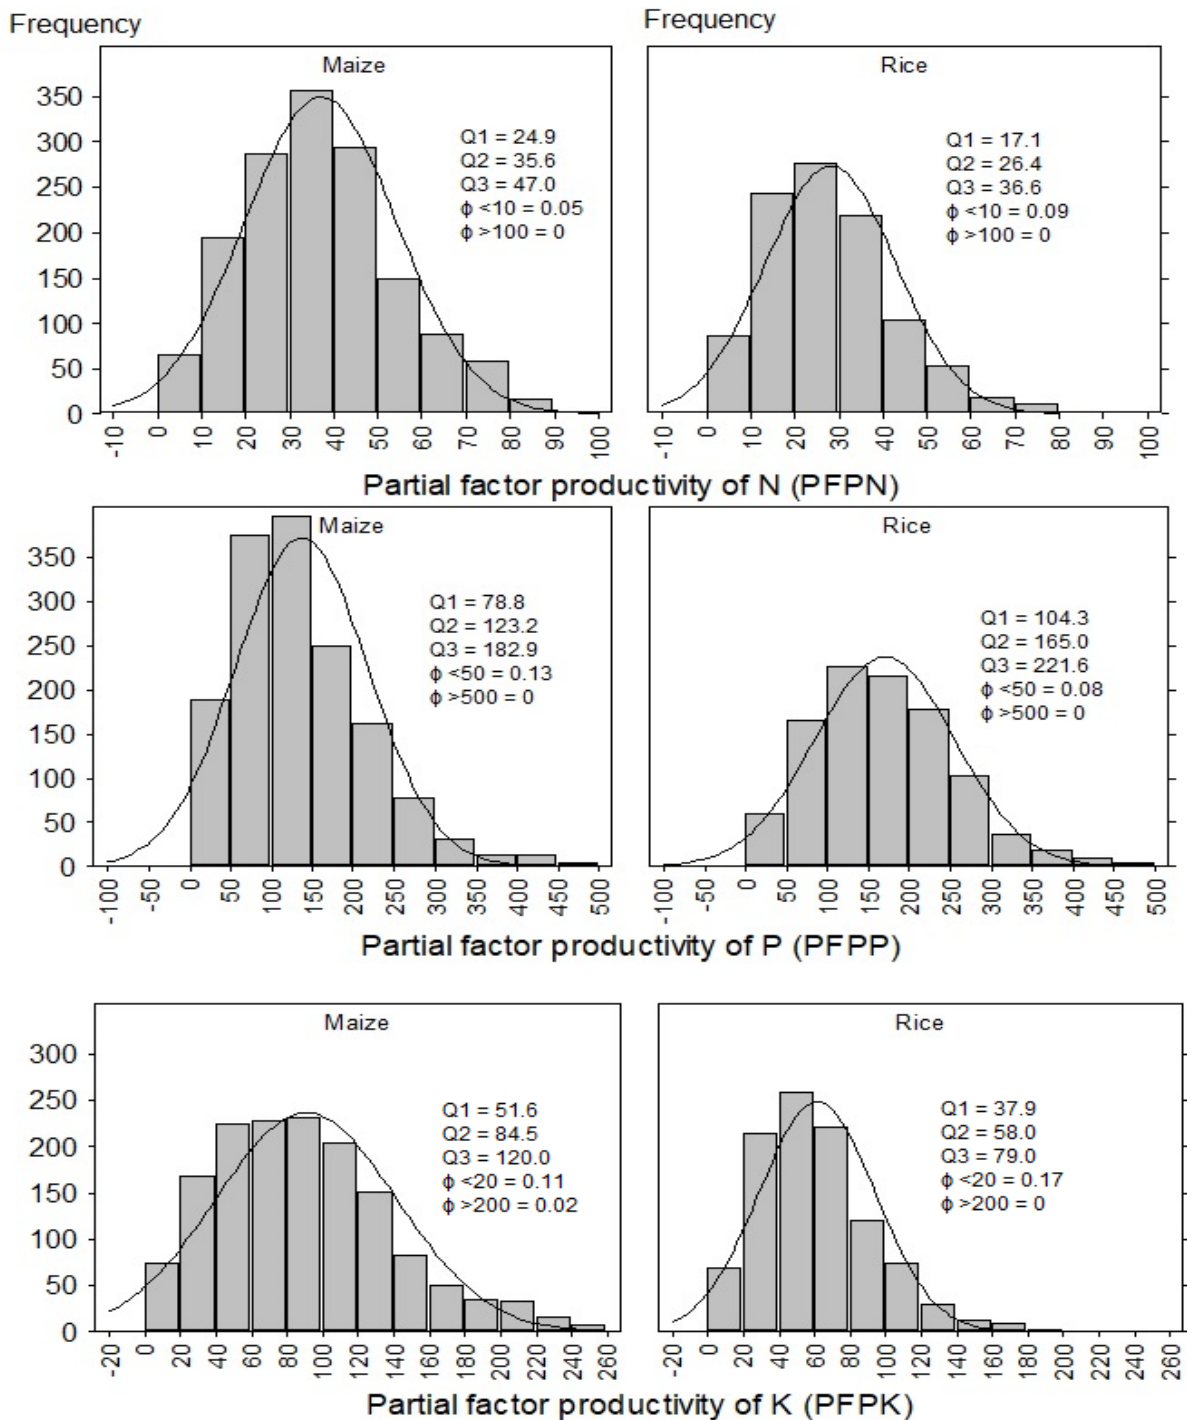 Frequency
Frequency
Maize
350
300
250
200
150
100
50
0
Q1 = 24.9
Q2 = 35.6
Q3 = 47.0
ϕ <10 = 0.05
ϕ >100 = 0
-10 0 10 20 30 40 50 60 70 80 90 100
Rice
Q1 = 17.1
Q2 = 26.4
Q3 = 36.6
ϕ <10 = 0.09
ϕ >100 = 0
-10 0 10 20 30 40 50 60 70 80 90 100
Partial factor productivity of N (PFPN)
Maize
350
300
250
200
150
100
50
0
Q1 = 78.8
Q2 = 123.2
Q3 = 182.9
ϕ <50 = 0.13
ϕ >500 = 0
-100 -50 0 50 100 150 200 250 300 350 400 450 500
Rice
Q1 = 104.3
Q2 = 165.0
Q3 = 221.6
ϕ <50 = 0.08
ϕ >500 = 0
-100 -50 0 50 100 150 200 250 300 350 400 450 500
Partial factor productivity of P (PFPP)
Maize
300
250
200
150
100
50
0
Q1 = 51.6
Q2 = 84.5
Q3 = 120.0
ϕ <20 = 0.11
ϕ >200 = 0.02
-20 0 20 40 60 80 100 120 140 160 180 200 220 240 260
Rice
Q1 = 37.9
Q2 = 58.0
Q3 = 79.0
ϕ <20 = 0.17
ϕ >200 = 0
-20 0 20 40 60 80 100 120 140 160 180 200 220 240 260
Partial factor productivity of K (PFPK)